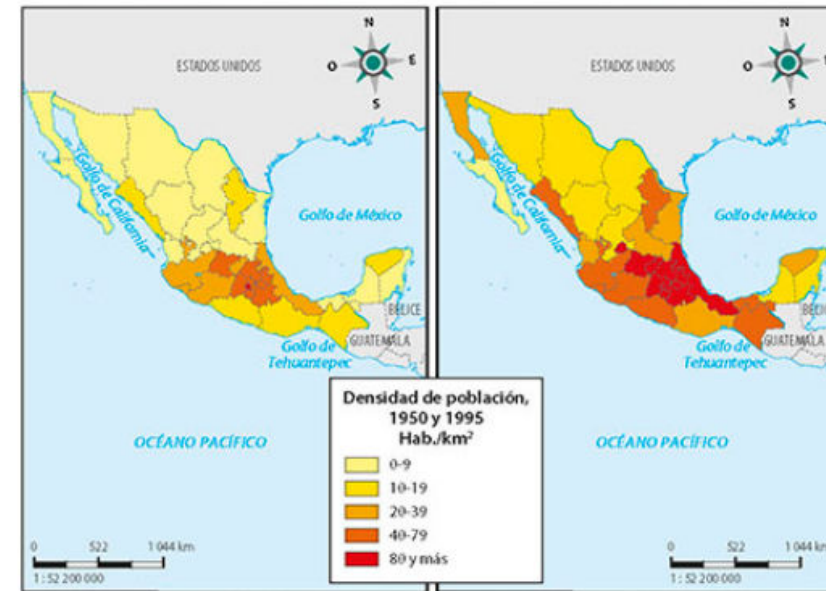 N
O
E
S
ESTADOS UNIDOS
Golfo de California
Golfo de México
BELICE
GUATEMALA
Golfo de
Tehuantepec
OCÉANO PACÍFICO
0 522 1 044 km
1 : 52 200 000
N
O
S
ESTADOS UNIDOS
Golfo de California
Golfo de México
BELI
GUATEMALA
Golfo de
Tehuantepec
OCÉANO PACÍFICO
0 522 1 044 km
1 : 52 200 000
Densidad de población,
1950 y 1995
Hab./km²
0-9
10-19
20-39
40-79
80 y más